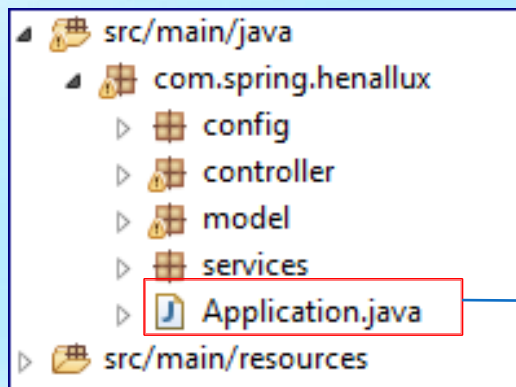 src/main/java
com.spring.henallux
config
controller
model
services
Application.java
src/main/resources